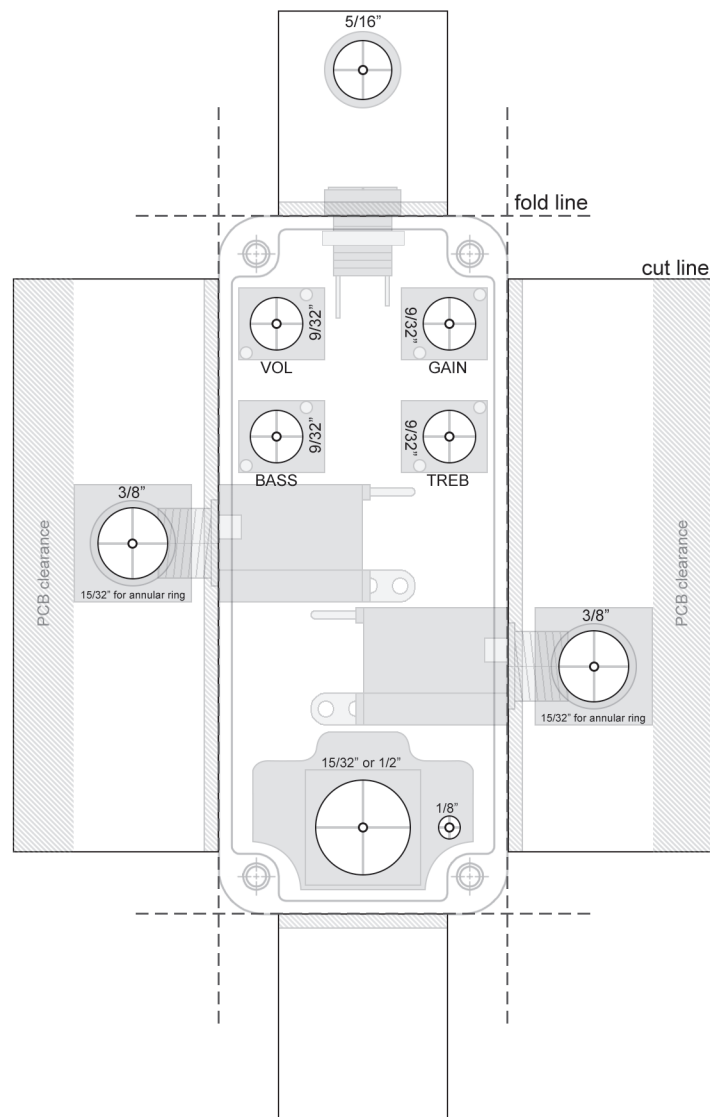 5/16”
fold line
cut line
9/32”
9/32”
VOL
GAIN
9/32”
9/32”
BASS
TREB
3/8”
15/32” for annular ring
PCB clearance
3/8”
15/32” for annular ring
PCB clearance
15/32” or 1/2”
1/8”